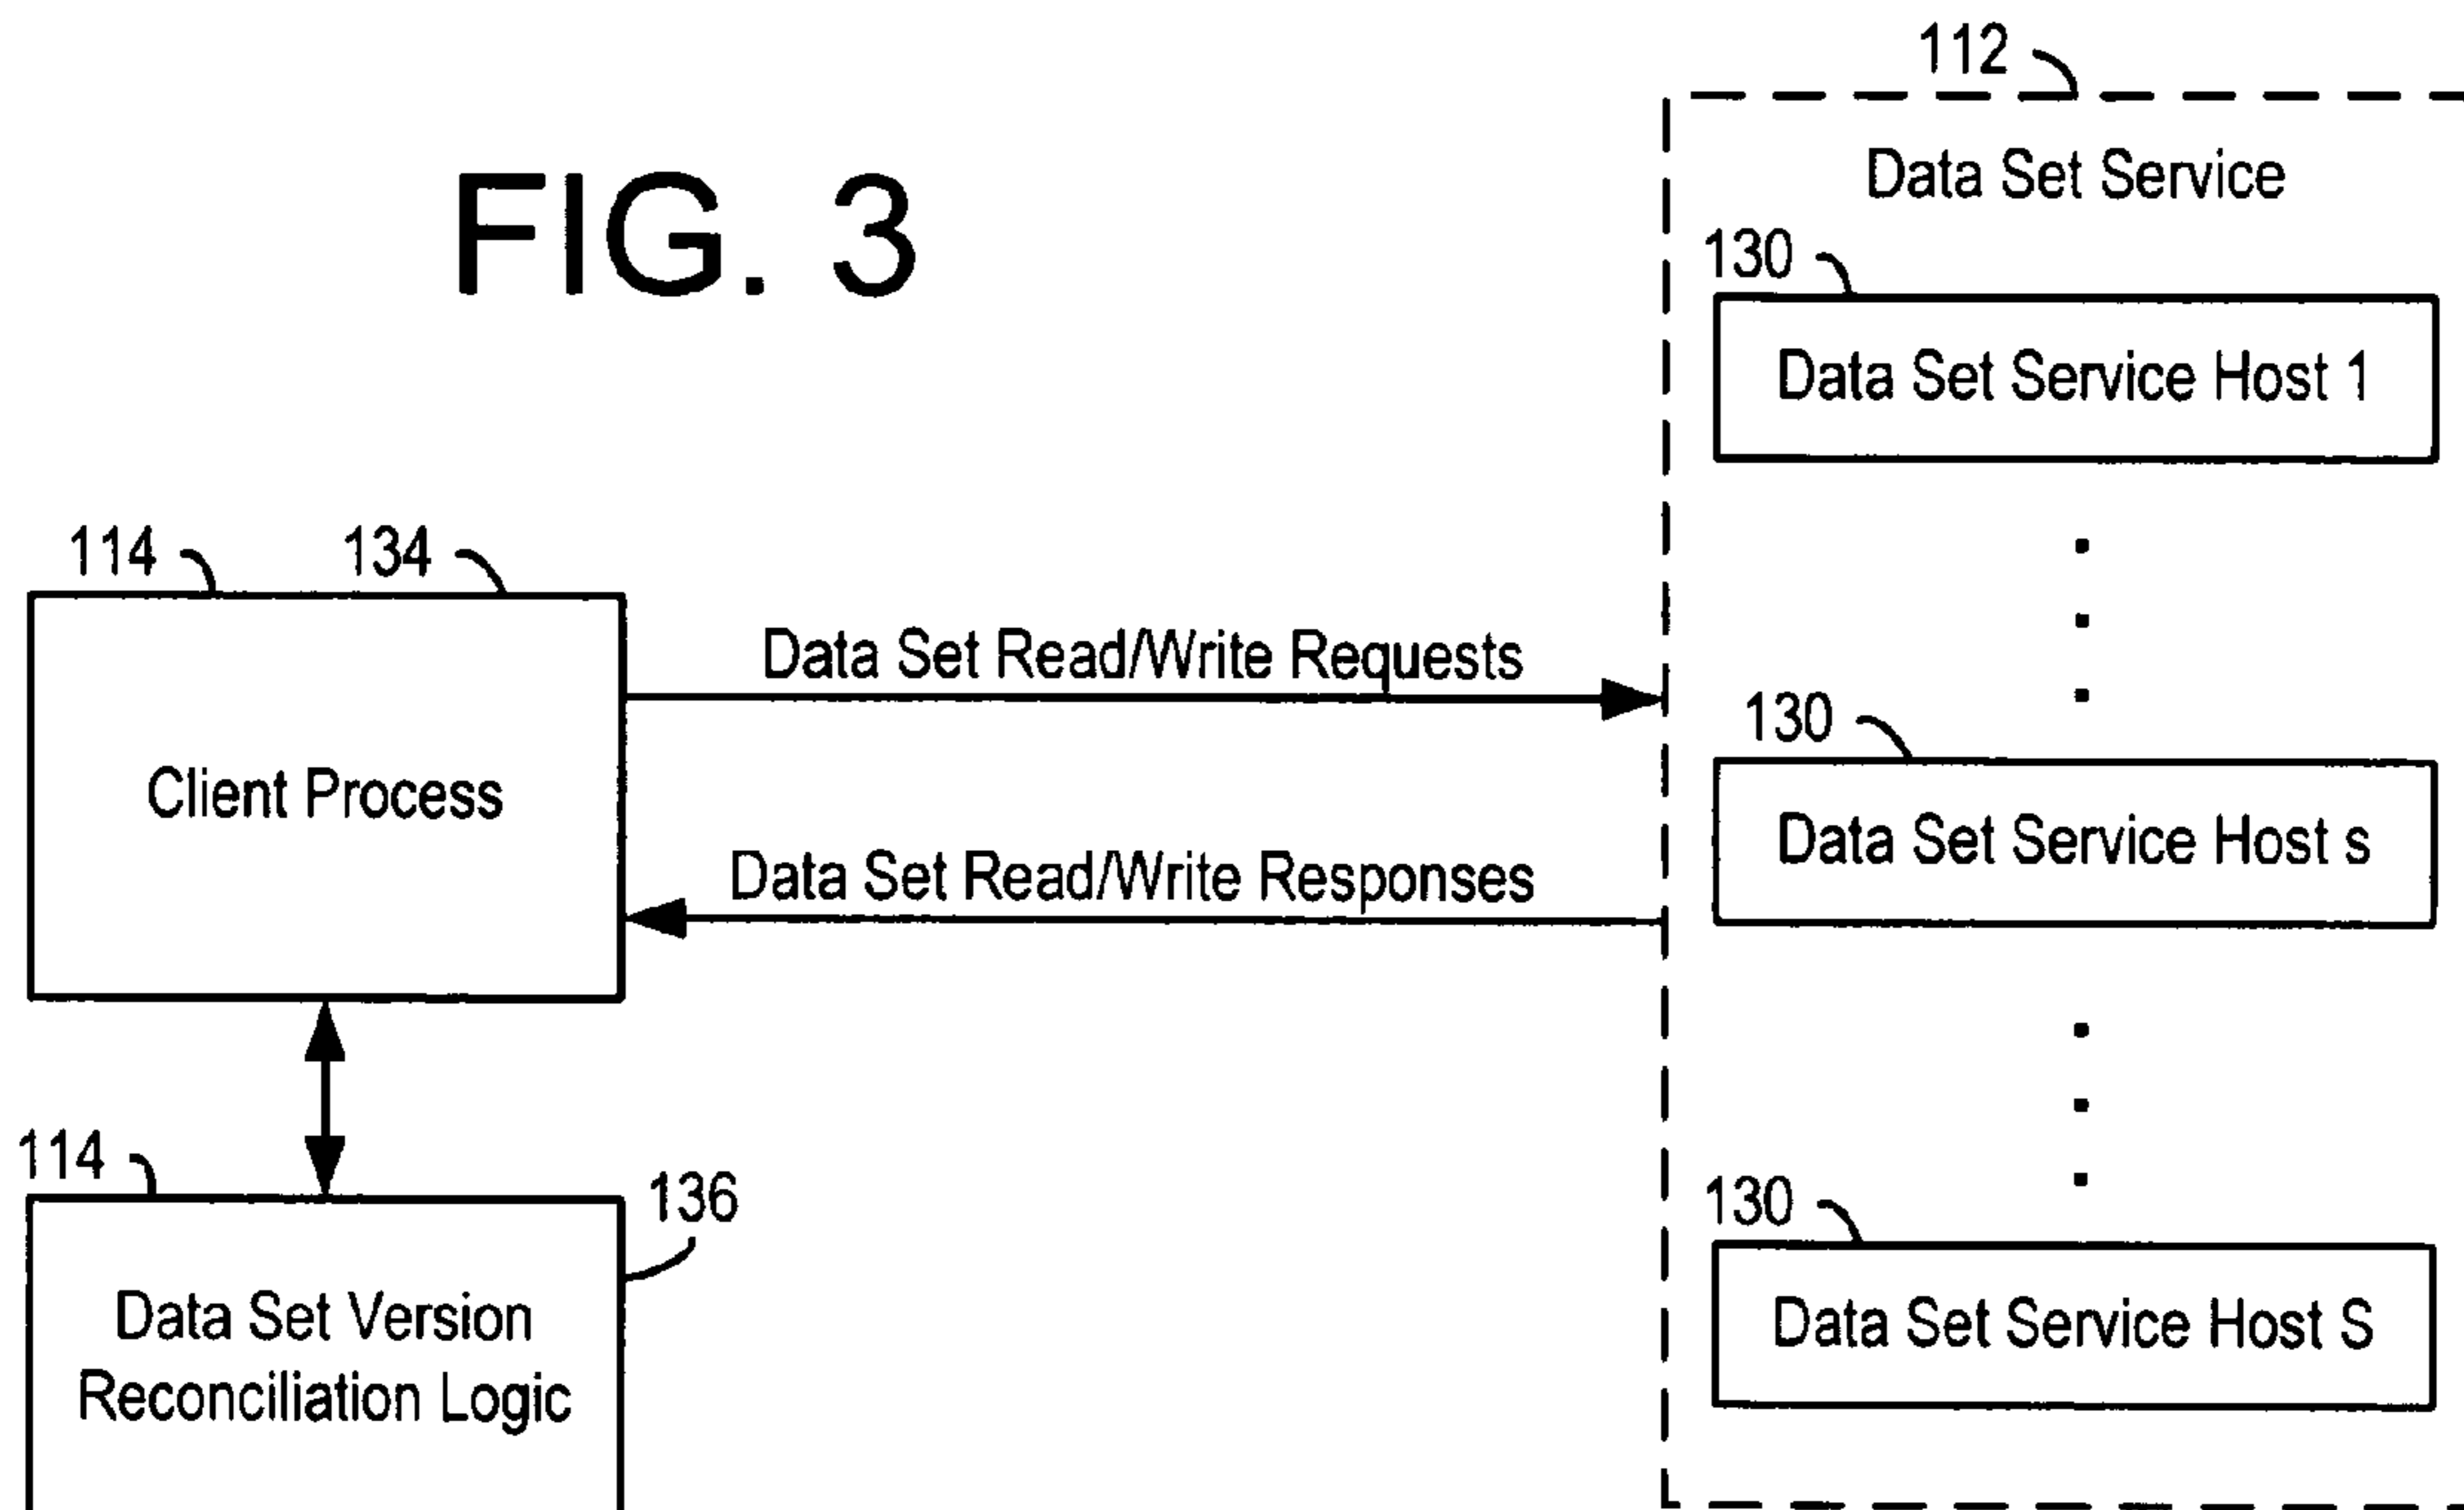 FIG. 3
112
Data Set Service
130
Data Set Service Host 1
114 134
Client Process
Data Set Read/Write Requests
Data Set Read/Write Responses
130
Data Set Service Host s
114
136
Data Set Version
Reconciliation Logic
130
Data Set Service Host S